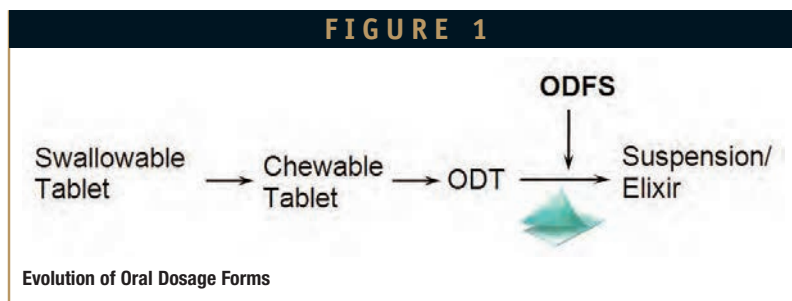 FIGURE 1
ODFS
Swallowable
Tablet
Chewable
Tablet
ODT
Suspension/
Elixir
Evolution of Oral Dosage Forms